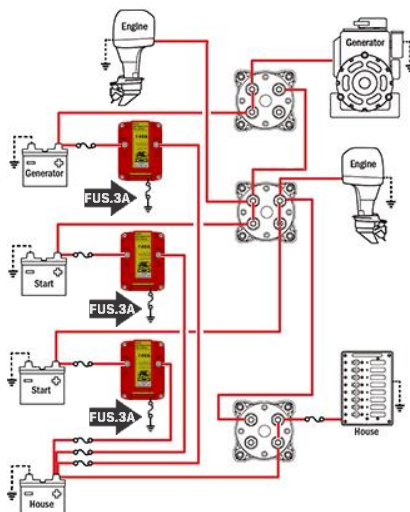 Engine
Generator
Generator
FUS.3A
Engine
Start
FUS.3A
Start
FUS.3A
House
House